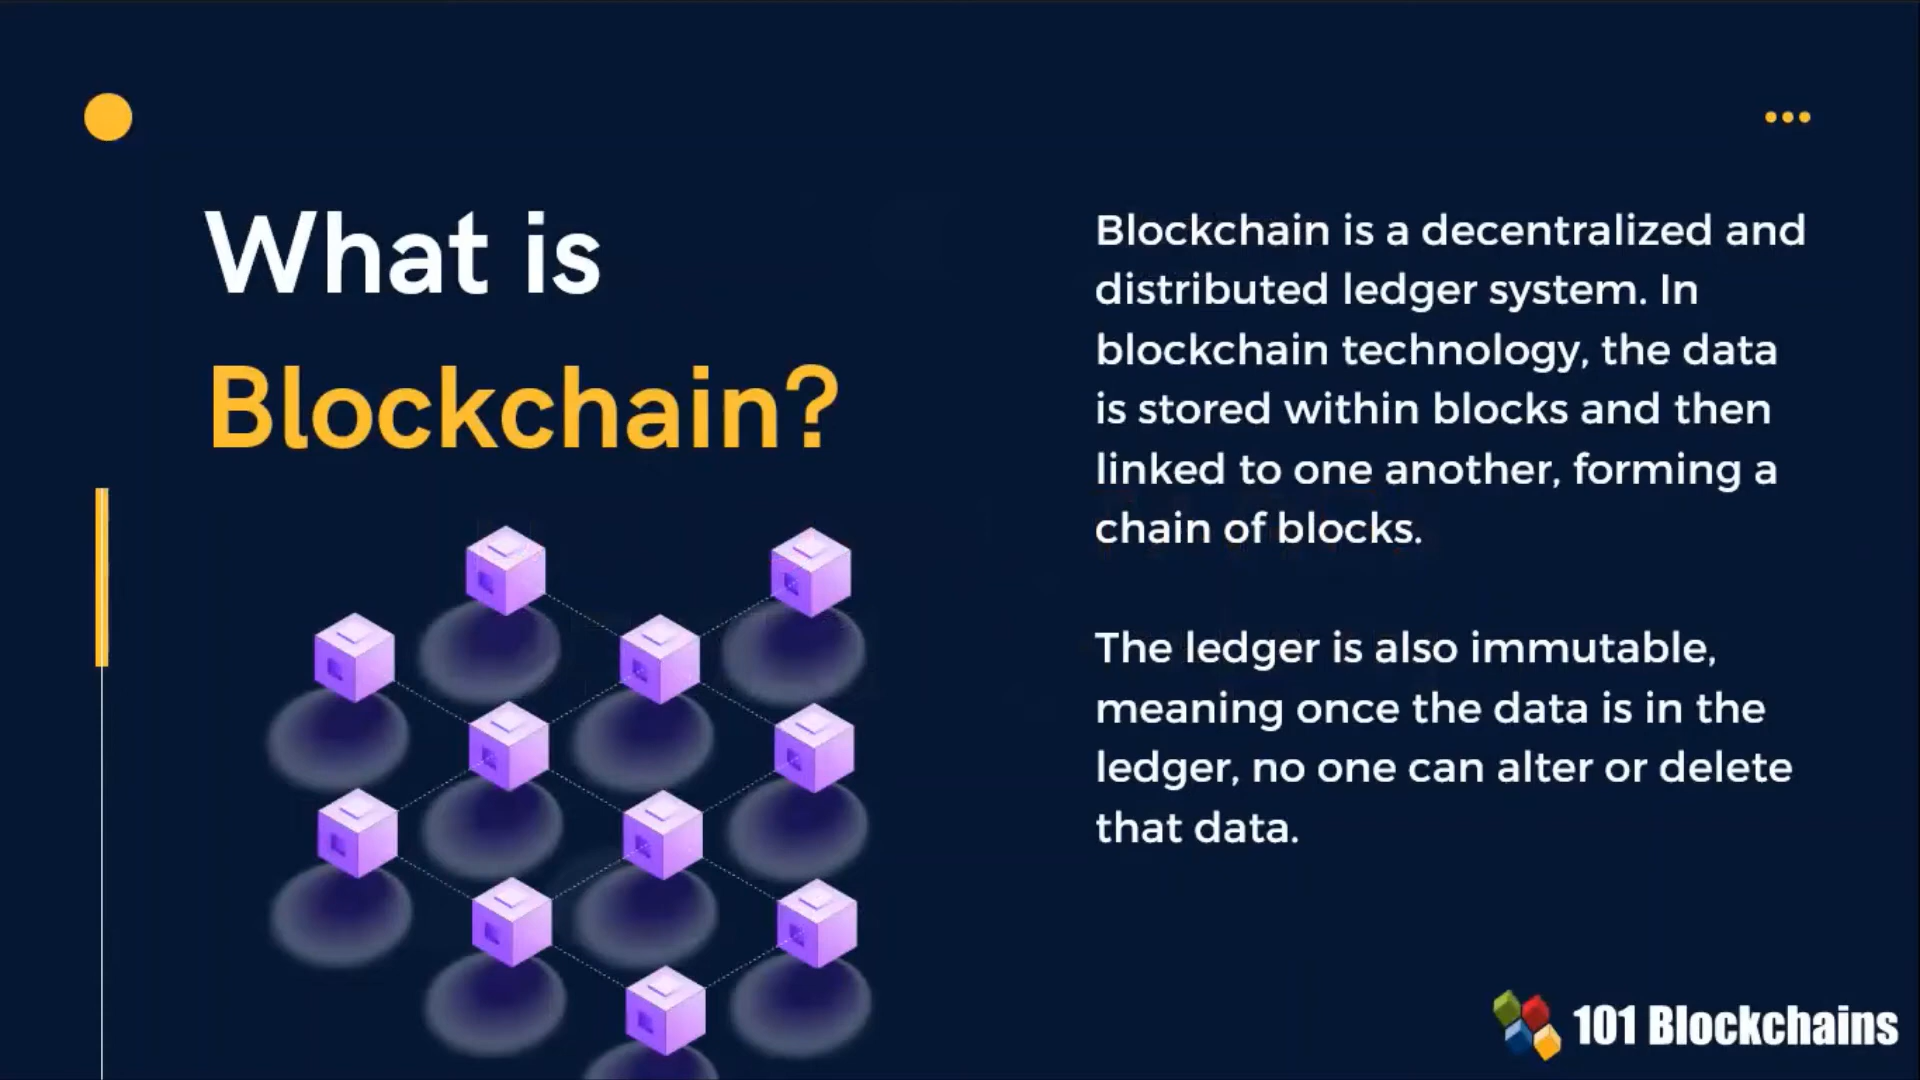 What is
Blockchain?
Blockchain is a decentralized and
distributed ledger system. In
blockchain technology, the data
is stored within blocks and then
linked to one another, forming a
chain of blocks.
The ledger is also immutable,
meaning once the data is in the
ledger, no one can alter or delete
that data.
101 Blockchains